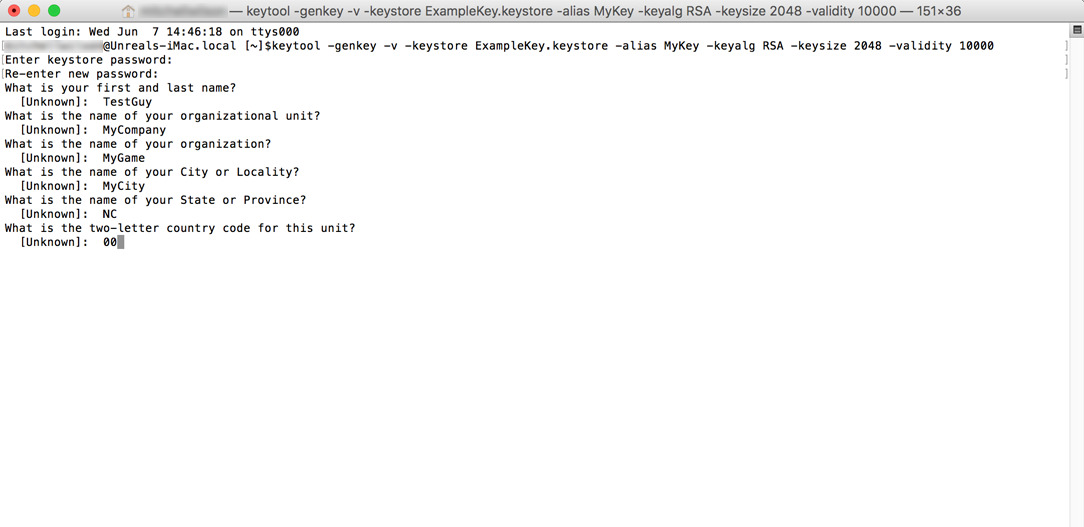 — keytool -genkey -v -keystore ExampleKey.keystore -alias MyKey -keyalg RSA -keysize 2048 -validity 10000 — 151×36
Last login: Wed Jun  7 14:46:18 on ttys000
@Unreals-iMac.local [~]$keytool -genkey -v -keystore ExampleKey.keystore -alias MyKey -keyalg RSA -keysize 2048 -validity 10000
Enter keystore password:
Re-enter new password:
What is your first and last name?
[Unknown]:  TestGuy
What is the name of your organizational unit?
[Unknown]:  MyCompany
What is the name of your organization?
[Unknown]:  MyGame
What is the name of your City or Locality?
[Unknown]:  MyCity
What is the name of your State or Province?
[Unknown]:  NC
What is the two-letter country code for this unit?
[Unknown]:  00